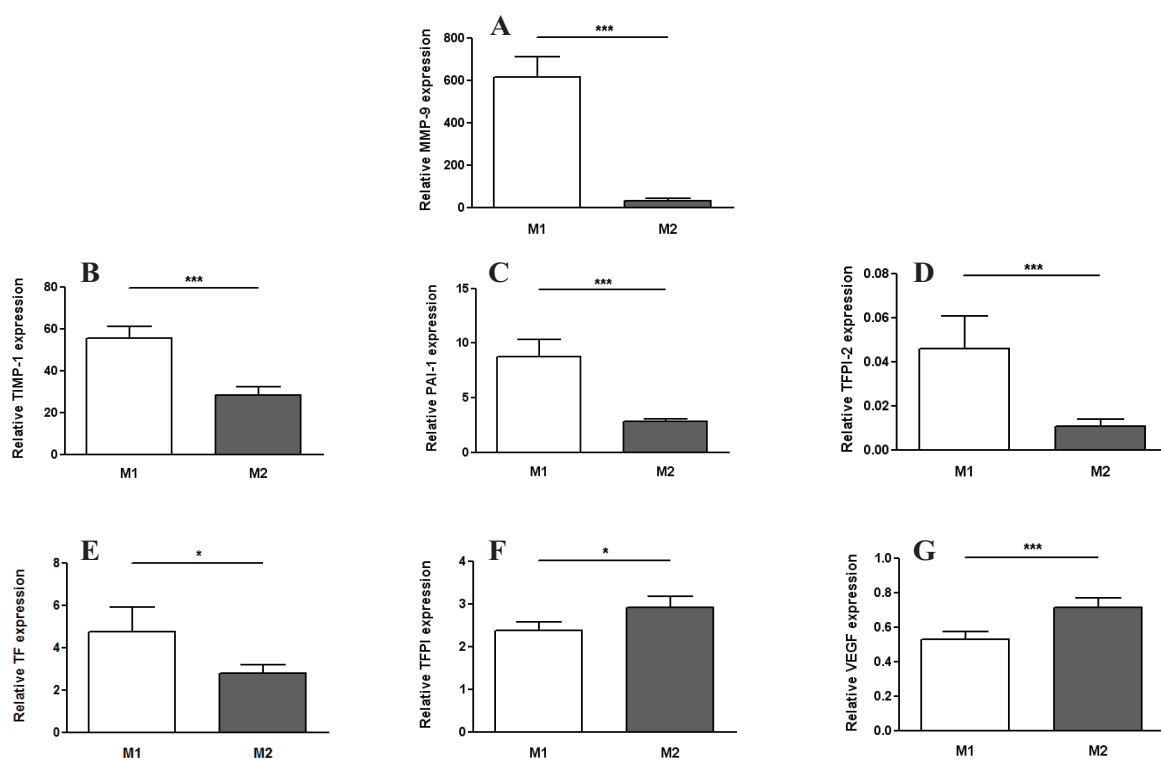 A
***
Relative MMP-9 expression
800
600
400
200
0
M1 M2
B
***
Relative TIMP-1 expression
80
60
40
20
0
M1 M2
C
***
Relative PAI-1 expression
15
10
5
0
M1 M2
D
***
Relative TFPI-2 expression
0.08
0.06
0.04
0.02
0.00
M1 M2
E
*
Relative TF expression
8
6
4
2
0
M1 M2
F
*
Relative TFPI expression
4
3
2
1
0
M1 M2
G
***
Relative VEGF expression
1.0
0.8
0.6
0.4
0.2
0.0
M1 M2